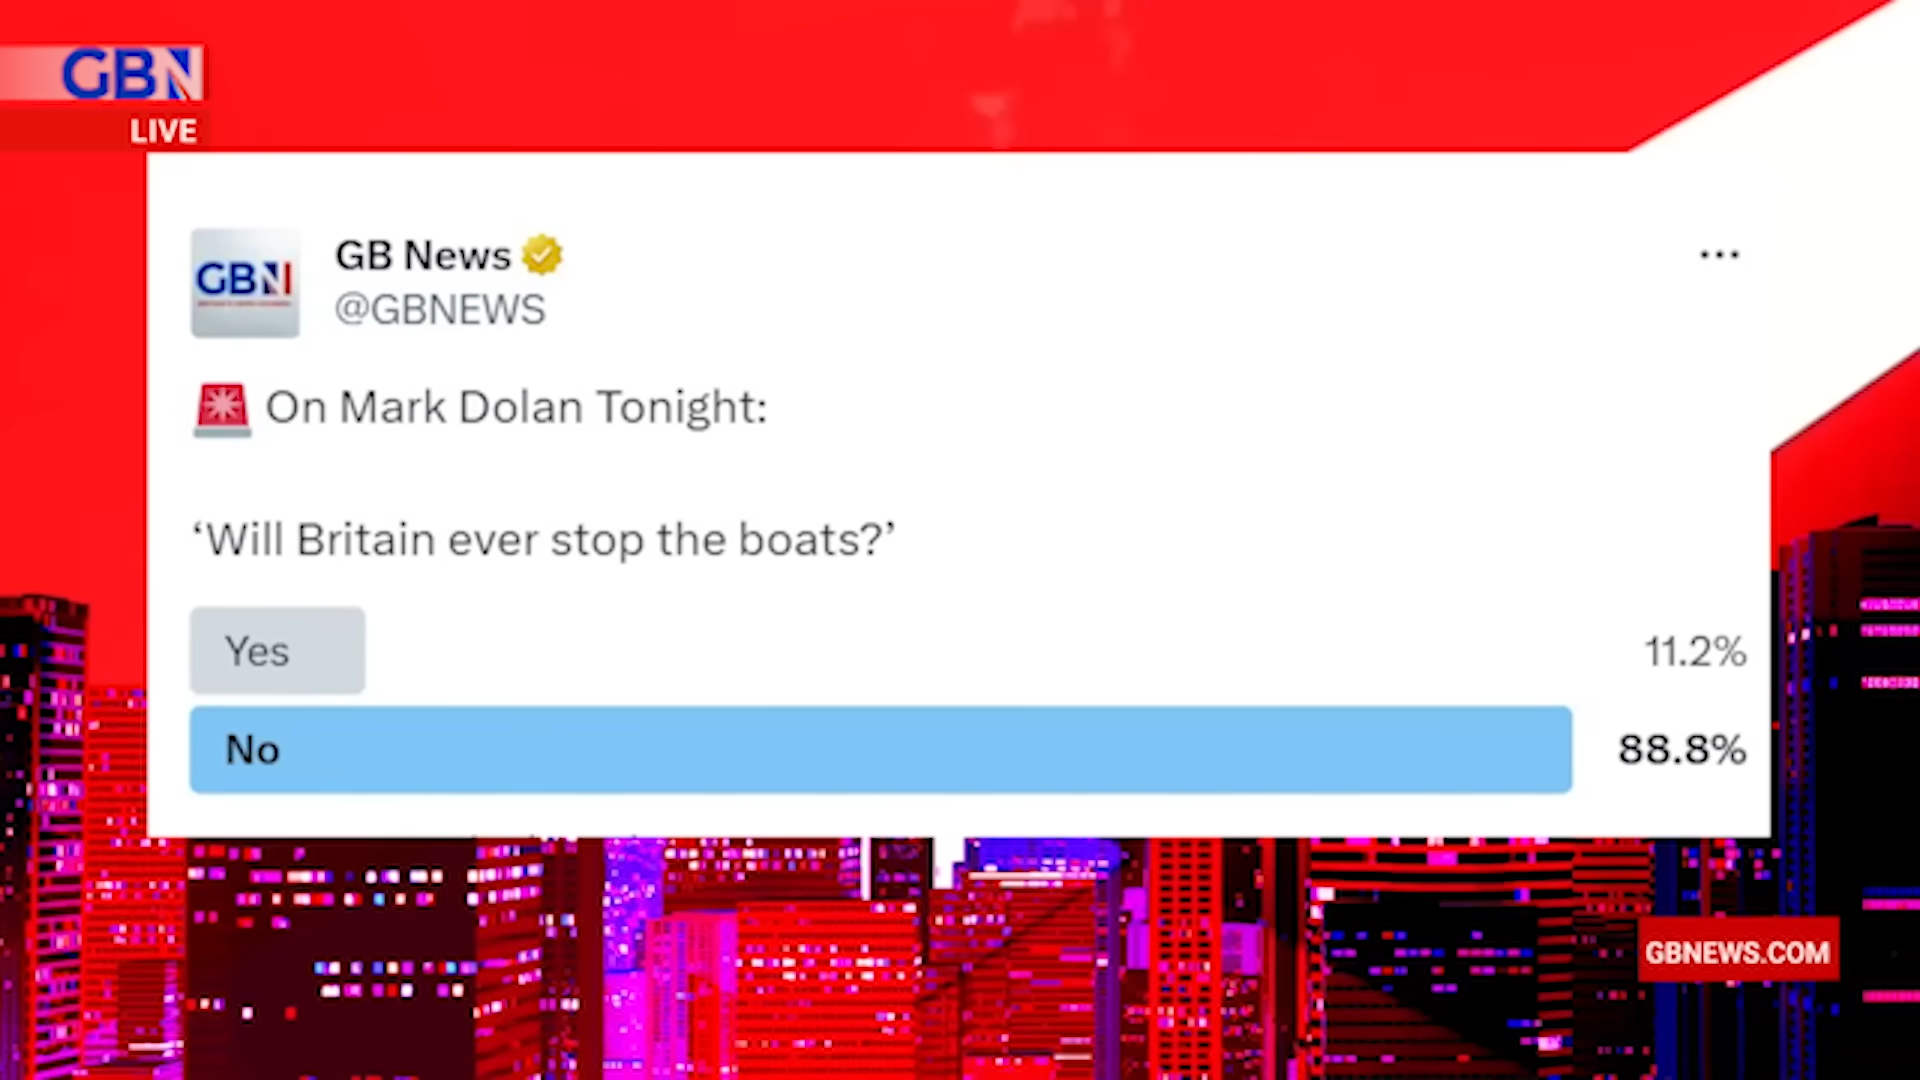 GBN
LIVE
GBN
GB News
@GBNEWS
On Mark Dolan Tonight:
‘Will Britain ever stop the boats?’
Yes 11.2%
No 88.8%
GBNEWS.COM